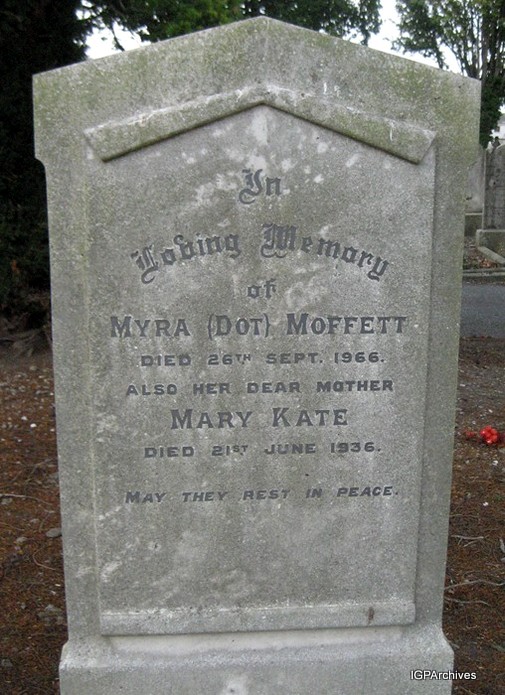 In
Loving Memory
of
MYRA (DOT) MOFFETT
DIED 26TH SEPT. 1966.
ALSO HER DEAR MOTHER
MARY KATE
DIED 21ST JUNE 1936.
MAY THEY REST IN PEACE.
IGPArchives